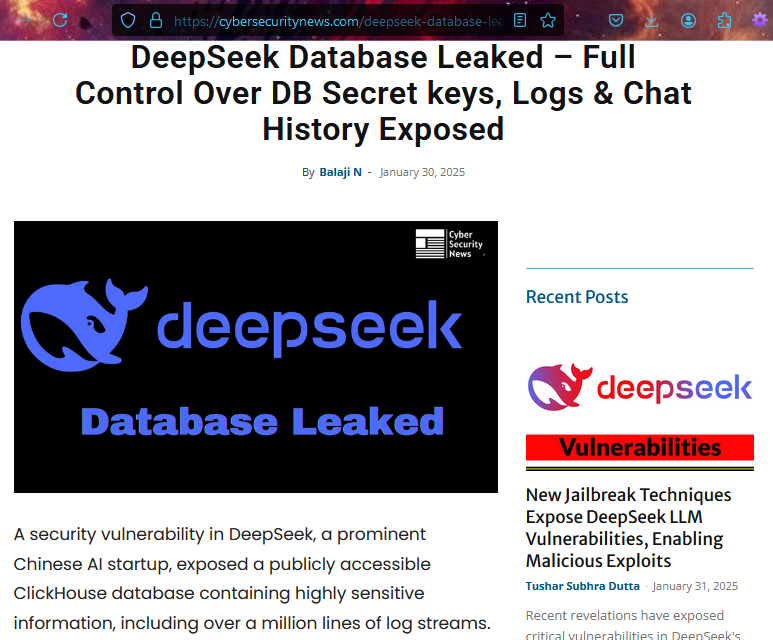 https://cybersecuritynews.com/deepseek-database-le
DeepSeek Database Leaked – Full
Control Over DB Secret keys, Logs & Chat
History Exposed
By Balaji N - January 30, 2025
Cyber
Security
News
deepseek
Database Leaked
A security vulnerability in DeepSeek, a prominent
Chinese AI startup, exposed a publicly accessible
ClickHouse database containing highly sensitive
information, including over a million lines of log streams.
Recent Posts
deepseek
Vulnerabilities
New Jailbreak Techniques
Expose DeepSeek LLM
Vulnerabilities, Enabling
Malicious Exploits
Tushar Subhra Dutta - January 31, 2025
Recent revelations have exposed
critical vulnerabilities in DeepSeek's